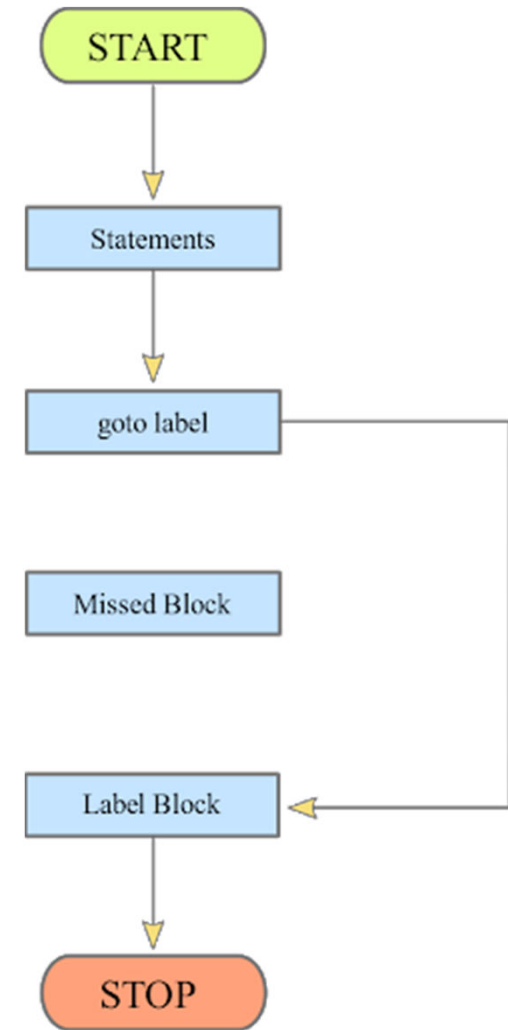 START
Statements
goto label
Missed Block
Label Block
STOP